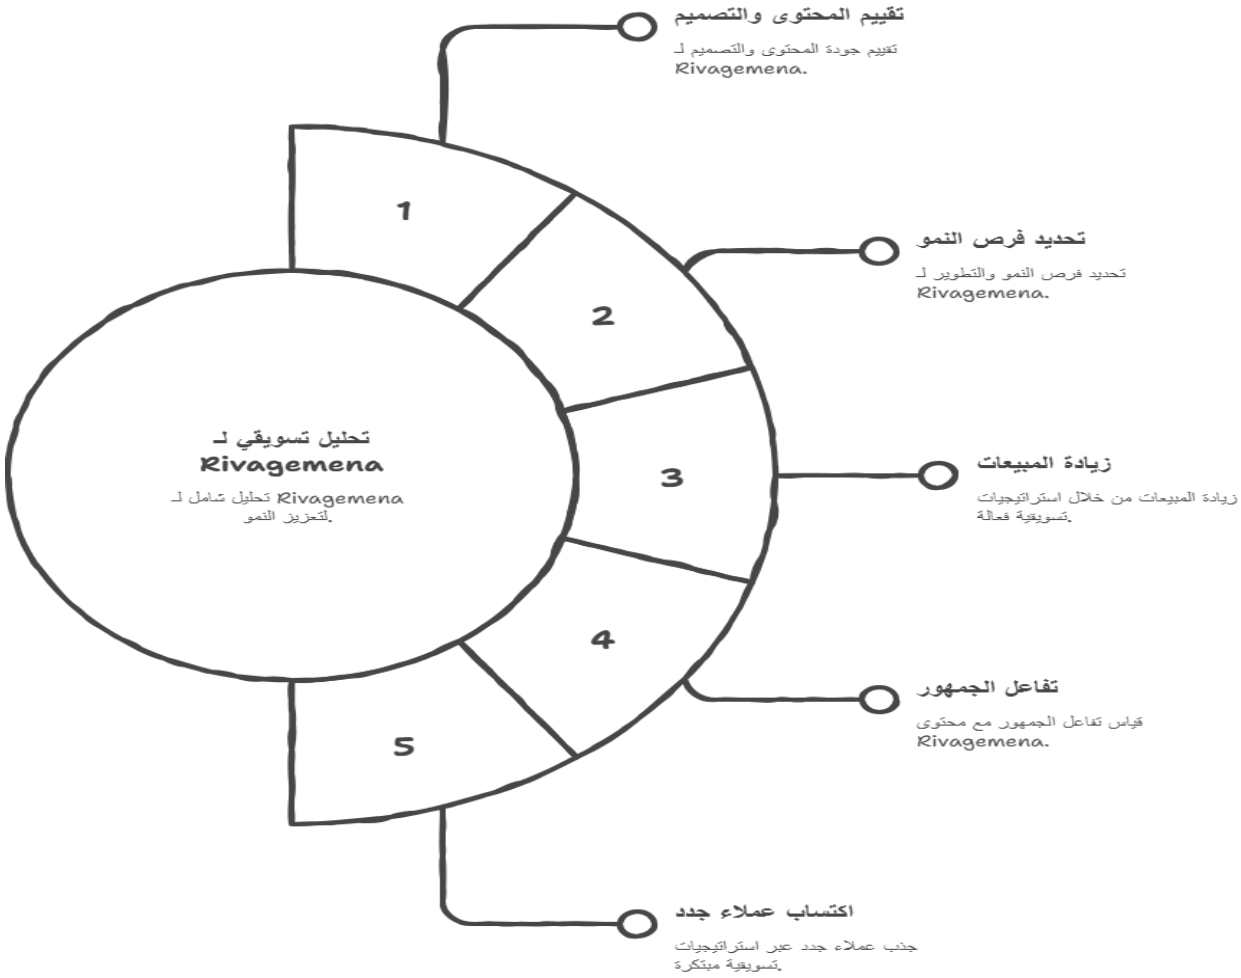 تقييم المحتوى والتصميم
تقييم جودة المحتوى والتصميم لـ
Rivagemena.
1
تحديد فرص النمو
تحديد فرص النمو والتطوير لـ
Rivagemena.
2
تحليل تسويقي لـ
Rivagemena
تحليل شامل لـ Rivagemena
لتعزيز النمو.
3
زيادة المبيعات
زيادة المبيعات من خلال استراتيجيات
تسويقية فعالة.
4
تفاعل الجمهور
قياس تفاعل الجمهور مع محتوى
Rivagemena.
5
اكتساب عملاء جدد
جذب عملاء جدد عبر استراتيجيات
تسويقية مبتكرة.